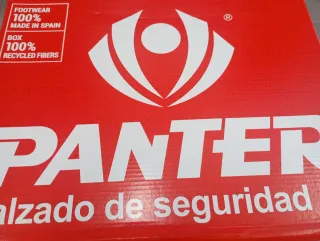 FOOTWEAR
100%
MADE IN SPAIN
BOX
100%
RECYCLED FIBERS
®
PANTER
alzado de seguridad